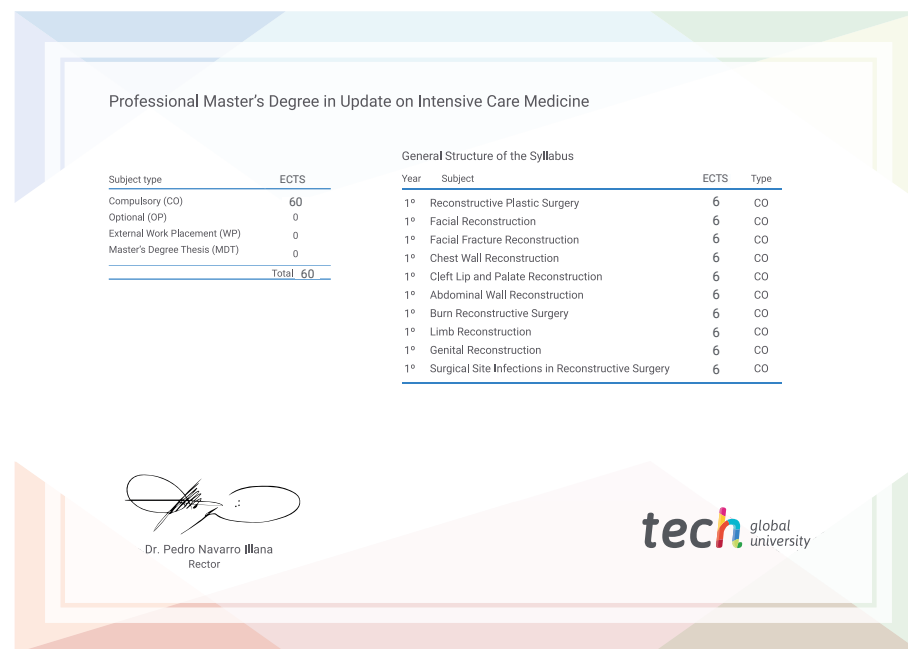 Professional Master's Degree in Update on Intensive Care Medicine
General Structure of the Syllabus
Subject type ECTS
Compulsory (CO) 60
Optional (OP) 0
External Work Placement (WP) 0
Master's Degree Thesis (MDT) 0
Total 60
Year Subject ECTS Type
1º Reconstructive Plastic Surgery 6 CO
1º Facial Reconstruction 6 CO
1º Facial Fracture Reconstruction 6 CO
1º Chest Wall Reconstruction 6 CO
1º Cleft Lip and Palate Reconstruction 6 CO
1º Abdominal Wall Reconstruction 6 CO
1º Burn Reconstructive Surgery 6 CO
1º Limb Reconstruction 6 CO
1º Genital Reconstruction 6 CO
1º Surgical Site Infections in Reconstructive Surgery 6 CO
Dr. Pedro Navarro Illana
Rector
tech global
university